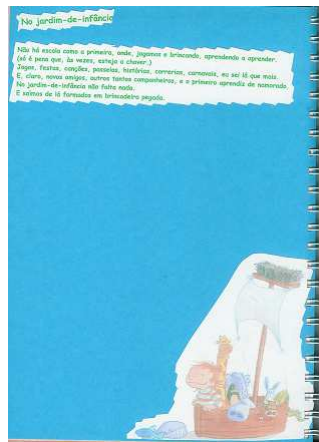 No jardim-de-infância
Não há escola como a primeira, onde, jogamos e brincando, aprendendo a aprender.
(só é pena que, às vezes, esteja a chover.)
Jogos, festas, canções, passeios, histórias, correrias, carnavais, eu sei lá que mais.
E, claro, novos amigos, outros tantos companheiros, e o primeiro aprendiz de namorado.
No jardim-de-infância não falta nada.
E saímos de lá formados em brincadeira pegada.